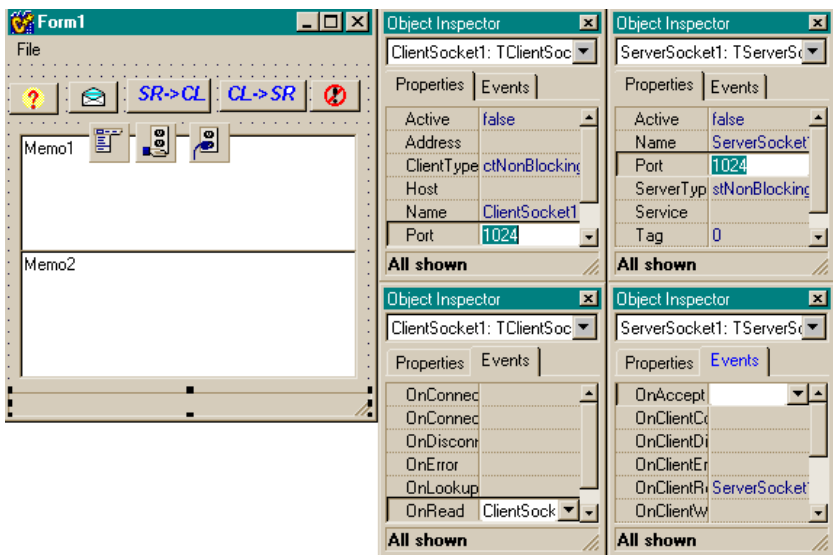 Form1
File
? SR->CL CL->SR
Memo1
Memo2
Object Inspector
ClientSocket1: TClientSoc
Properties Events
Active false
Address
ClientType ctNonBlocking
Host
Name ClientSocket1
Port 1024
All shown
Object Inspector
ServerSocket1: TServerSo
Properties Events
Active false
Name ServerSocket
Port 1024
ServerTyp stNonBlocking
Service
Tag 0
All shown
Object Inspector
ClientSocket1: TClientSoc
Properties Events
OnConnec
OnConnec
OnDisconn
OnError
OnLookup
OnRead ClientSock
All shown
Object Inspector
ServerSocket1: TServerSo
Properties Events
OnAccept
OnClientCo
OnClientDi
OnClientEr
OnClientRe ServerSocket
OnClientW
All shown